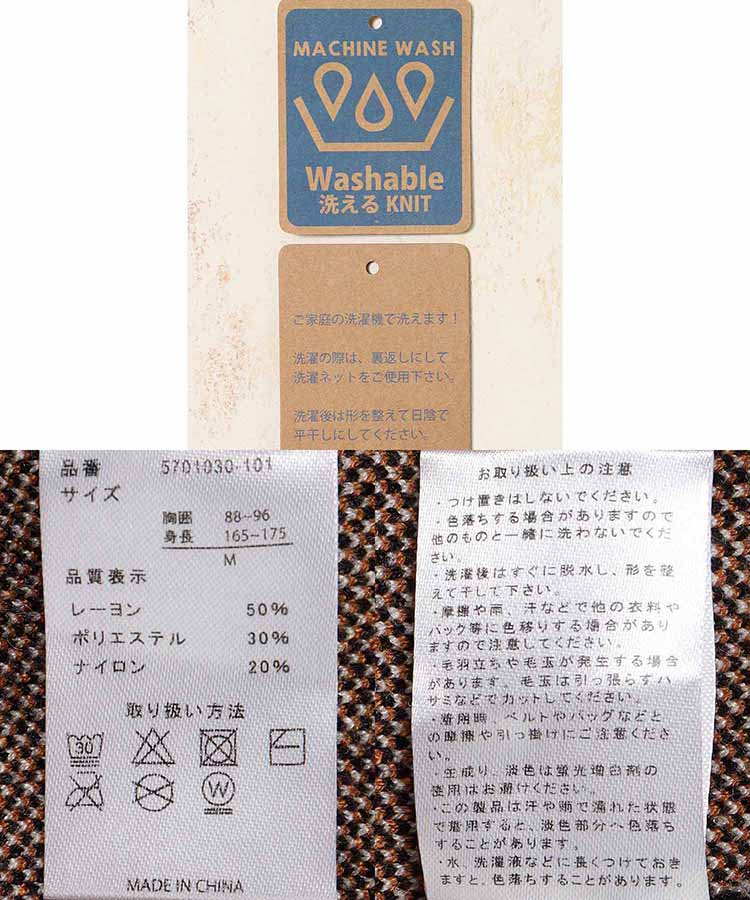 MACHINE WASH
Washable
洗える KNIT
ご家庭の洗濯機で洗えます！
洗濯の際は、裏返しにして
洗濯ネットをご使用下さい。
洗濯後は形を整えて日陰で
平干しにしてください。
品番 5701030-101
サイズ
胸囲 88~96
身長 165~175
M
品質表示
レーヨン 50%
ポリエステル 30%
ナイロン 20%
取り扱い方法
30
W
MADE IN CHINA
お取り扱い上の注意
・つけ置きはしないでください。
・色落ちする場合がありますので
他のものと一緒に洗わないでくだ
さい。
・洗濯後はすぐに脱水し、形を整
えて干して下さい。
・摩擦や雨、汗などで他の衣料や
バック等に色移りする場合があり
ますので注意してください。
・毛羽立ちや毛玉が発生する場合
があります、毛玉は引っ張らずハ
サミなどでカットしてください。
・着用時、ベルトやバッグなどと
の摩擦や引っ掛けにご注意くださ
い。
・生成り、淡色は蛍光増白剤の
使用はお避けください。
・この製品は汗や雨で濡れた状態
で着用すると、淡色部分へ色落ち
することがあります。
・水、洗濯液などに長くつけておき
ますと、色落ちすることがあります。